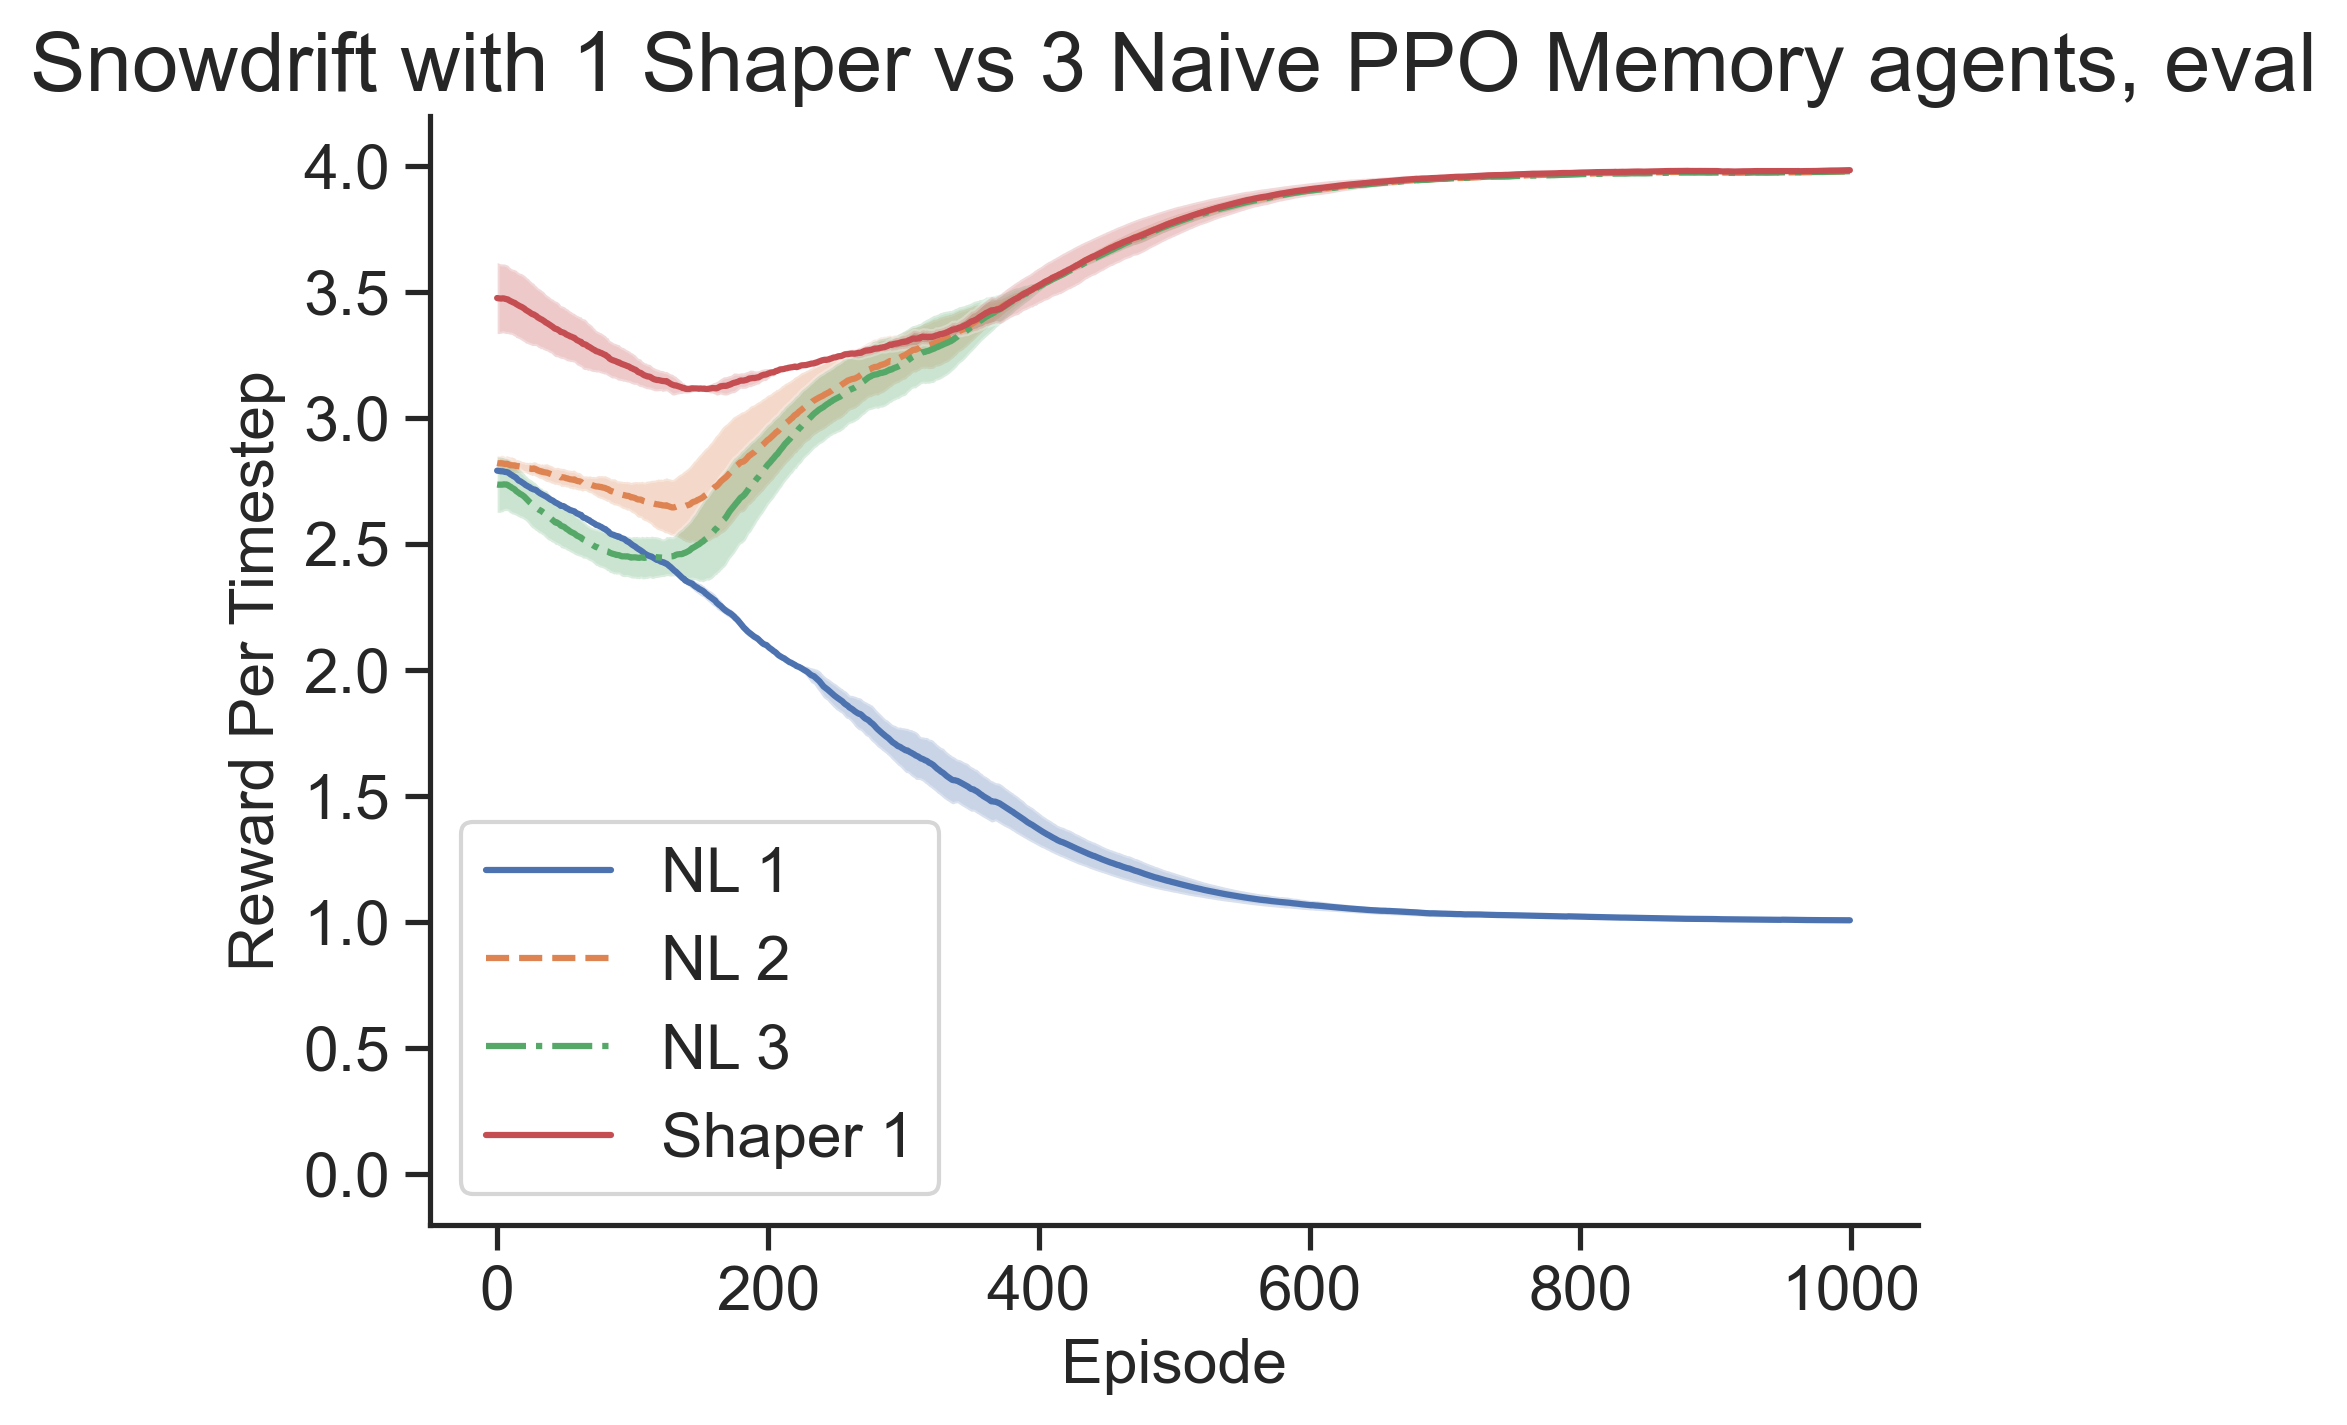 Snowdrift with 1 Shaper vs 3 Naive PPO Memory agents, eval
4.0
3.5
3.0
2.5
2.0
1.5
1.0
0.5
0.0
Reward Per Timestep
NL 1
NL 2
NL 3
Shaper 1
0 200 400 600 800 1000
Episode